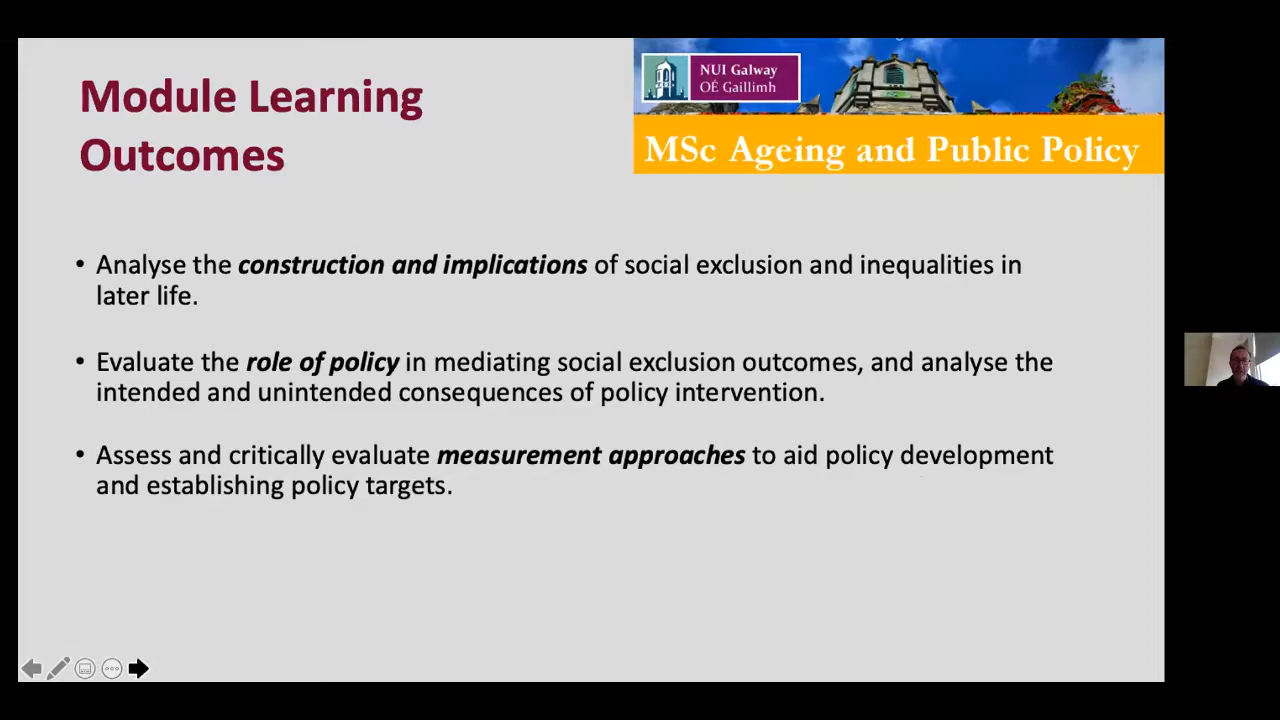 Module Learning
Outcomes
NUI Galway
OÉ Gaillimh
MSc Ageing and Public Policy
• Analyse the construction and implications of social exclusion and inequalities in
later life.
• Evaluate the role of policy in mediating social exclusion outcomes, and analyse the
intended and unintended consequences of policy intervention.
• Assess and critically evaluate measurement approaches to aid policy development
and establishing policy targets.